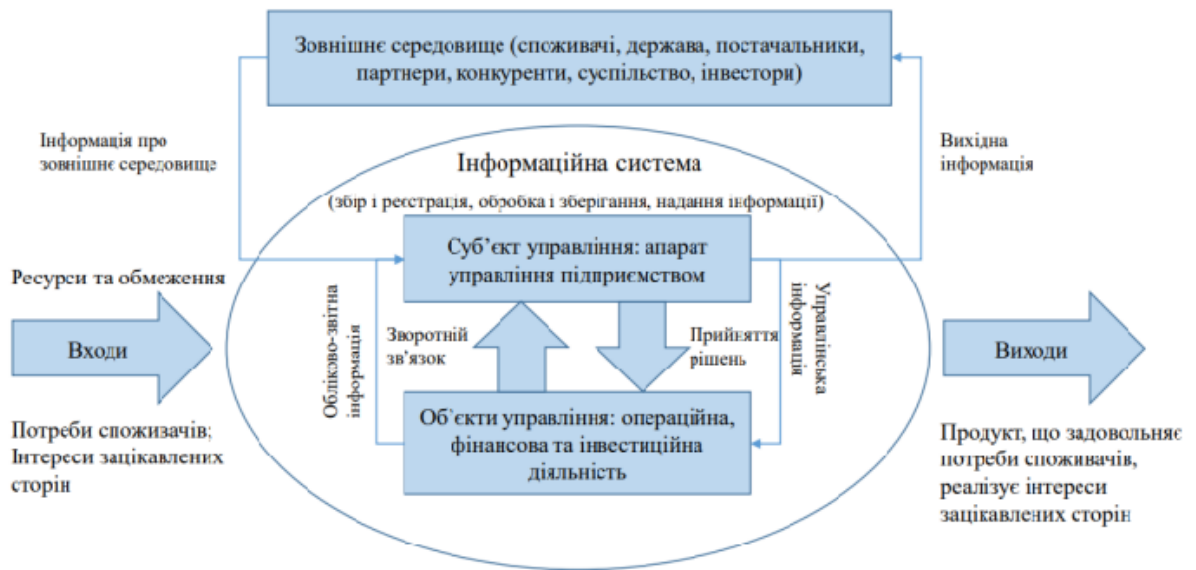 Зовнішнє середовище (споживачі, держава, постачальники,
партнери, конкуренти, суспільство, інвестори)
Інформація про
зовнішнє середовище
Вихідна
інформація
Інформаційна система
(збір і реєстрація, обробка і зберігання, надання інформації)
Суб’єкт управління: апарат
управління підприємством
Ресурси та обмеження
Входи
Потреби споживачів;
Інтереси зацікавлених
сторін
Обліково-звітна
інформація
Зворотній
зв’язок
Прийняття
рішень
Управлінська
інформація
Об’єкти управління: операційна,
фінансова та інвестиційна
діяльність
Виходи
Продукт, що задовольняє
потреби споживачів,
реалізує інтереси
зацікавлених сторін